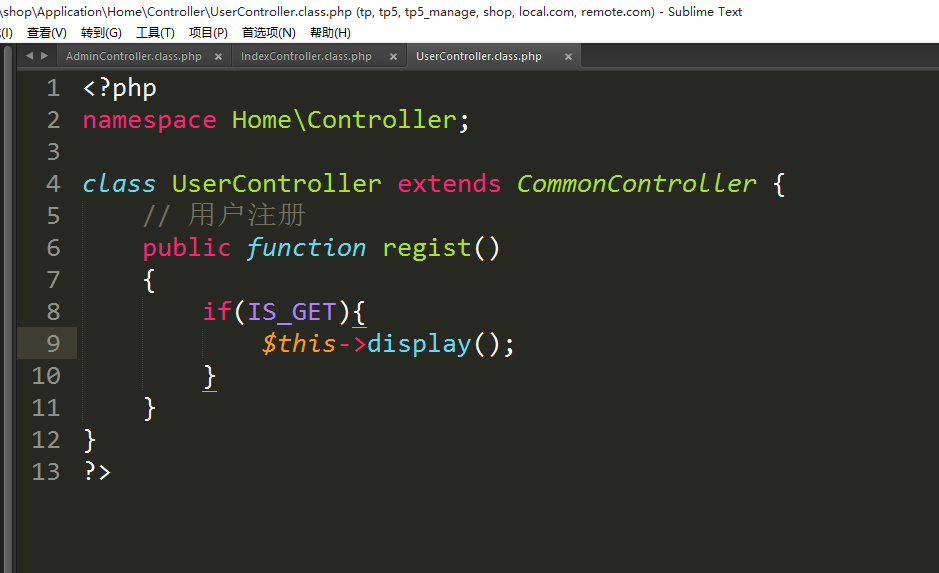 \shop\Application\Home\Controller\UserController.class.php (tp, tp5, tp5_manage, shop, local.com, remote.com) - Sublime Text
(I) 查看(V) 转到(G) 工具(T) 项目(P) 首选项(N) 帮助(H)
AdminController.class.php × IndexController.class.php × UserController.class.php ×
1 <?php
2 namespace Home\Controller;
3
4 class UserController extends CommonController {
5 // 用户注册
6 public function regist()
7 {
8 if(IS_GET){
9 $this->display();
10 }
11 }
12 }
13 ?>